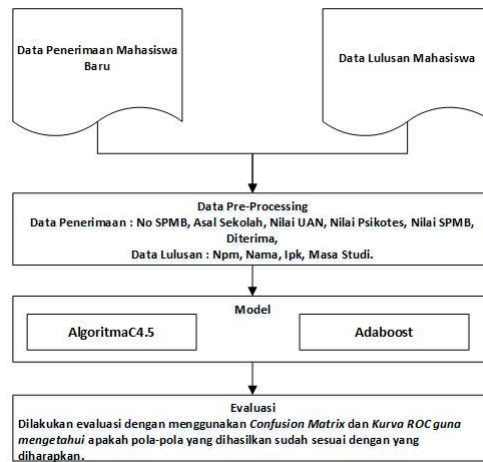 Data Penerimaan Mahasiswa
Baru
Data Lulusan Mahasiswa
Data Pre-Processing
Data Penerimaan : No SPMB, Asal Sekolah, Nilai UAN, Nilai Psikotes, Nilai SPMB,
Diterima,
Data Lulusan : Npm, Nama, Ipk, Masa Studi.
Model
AlgoritmaC4.5
Adaboost
Evaluasi
Dilakukan evaluasi dengan menggunakan Confusion Matrix dan Kurva ROC guna
mengetahui apakah pola-pola yang dihasilkan sudah sesuai dengan yang
diharapkan.